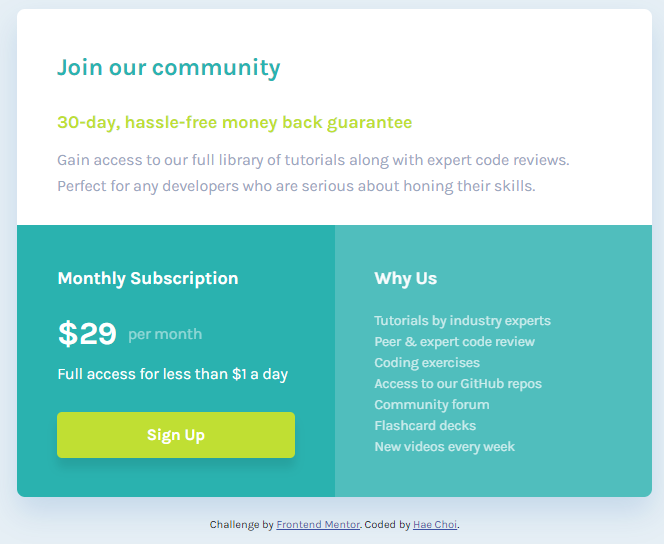 Join our community
30-day, hassle-free money back guarantee
Gain access to our full library of tutorials along with expert code reviews.
Perfect for any developers who are serious about honing their skills.
Monthly Subscription
$29 per month
Full access for less than $1 a day
Sign Up
Why Us
Tutorials by industry experts
Peer & expert code review
Coding exercises
Access to our GitHub repos
Community forum
Flashcard decks
New videos every week
Challenge by Frontend Mentor. Coded by Hae Choi.